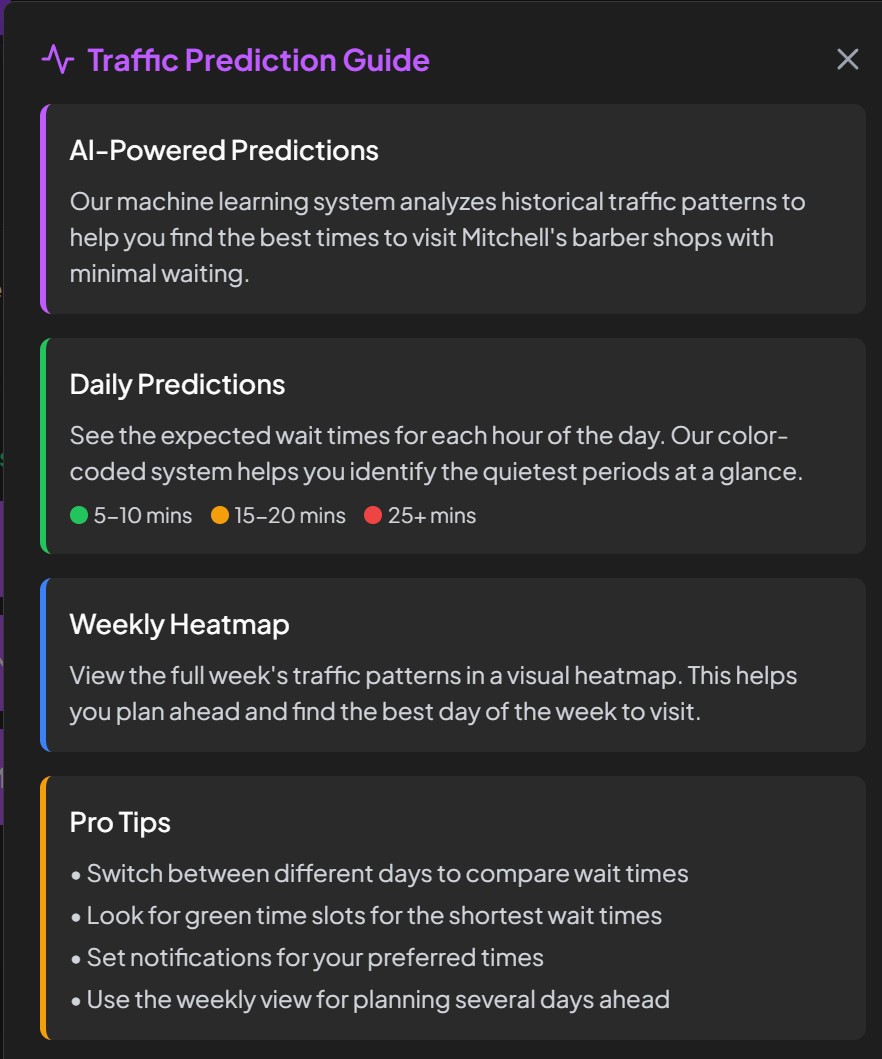 Traffic Prediction Guide
AI-Powered Predictions
Our machine learning system analyzes historical traffic patterns to
help you find the best times to visit Mitchell's barber shops with
minimal waiting.
Daily Predictions
See the expected wait times for each hour of the day. Our color-
coded system helps you identify the quietest periods at a glance.
5-10 mins 15-20 mins 25+ mins
Weekly Heatmap
View the full week's traffic patterns in a visual heatmap. This helps
you plan ahead and find the best day of the week to visit.
Pro Tips
• Switch between different days to compare wait times
• Look for green time slots for the shortest wait times
• Set notifications for your preferred times
• Use the weekly view for planning several days ahead